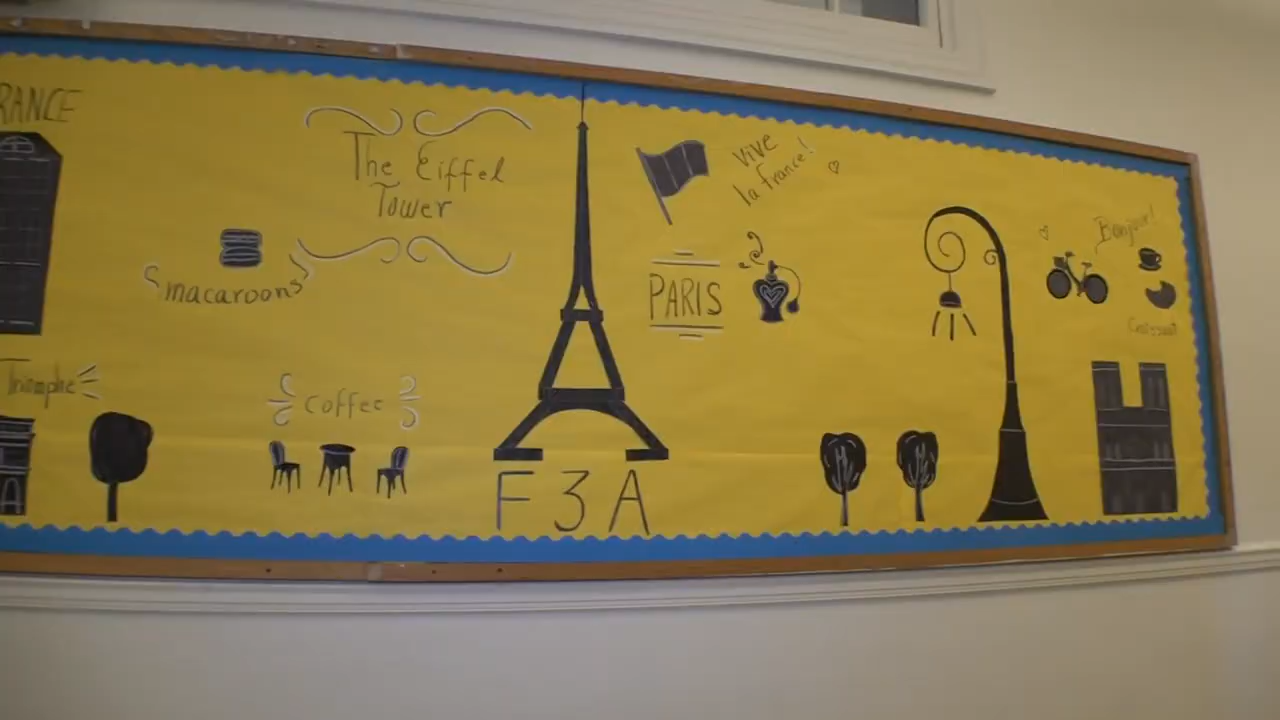 RANCE
The Eiffel
Tower
macaroons
Triomphe
coffee
F3A
vive
la france!
PARIS
Bonjour!
Croissant